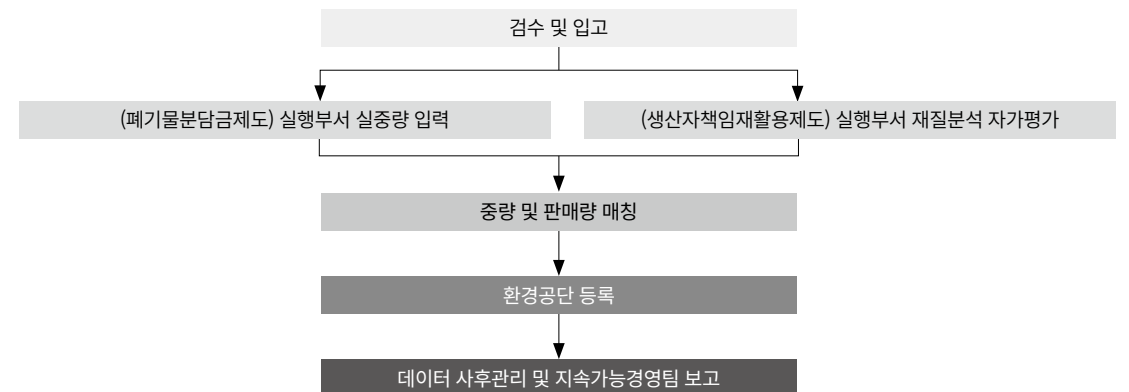 검수 및 입고
(폐기물분담금제도) 실행부서 실중량 입력
(생산자책임재활용제도) 실행부서 재질분석 자가평가
중량 및 판매량 매칭
환경공단 등록
데이터 사후관리 및 지속가능경영팀 보고